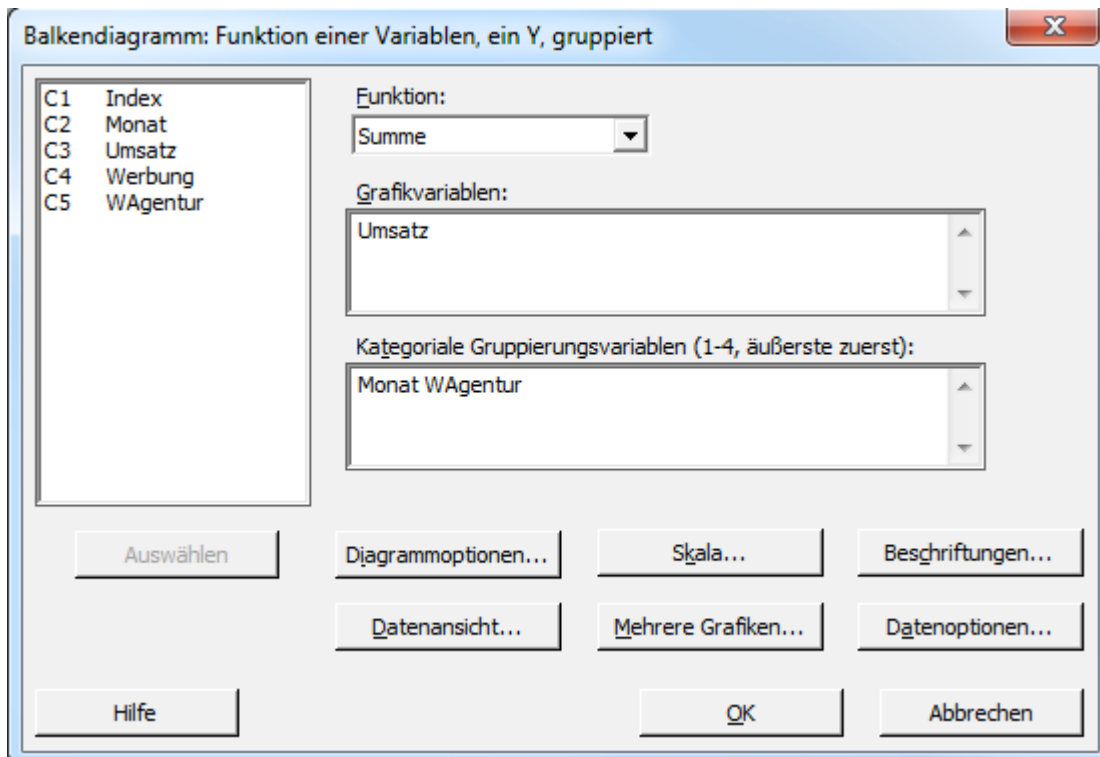 Balkendiagramm: Funktion einer Variablen, ein Y, gruppiert
C1 Index
C2 Monat
C3 Umsatz
C4 Werbung
C5 WAgentur
Funktion:
Summe
Grafikvariablen:
Umsatz
Kategoriale Gruppierungsvariablen (1-4, äußerste zuerst):
Monat WAgentur
Auswählen
Diagrammoptionen...
Skala...
Beschriftungen...
Datenansicht...
Mehrere Grafiken...
Datenoptionen...
Hilfe
OK
Abbrechen